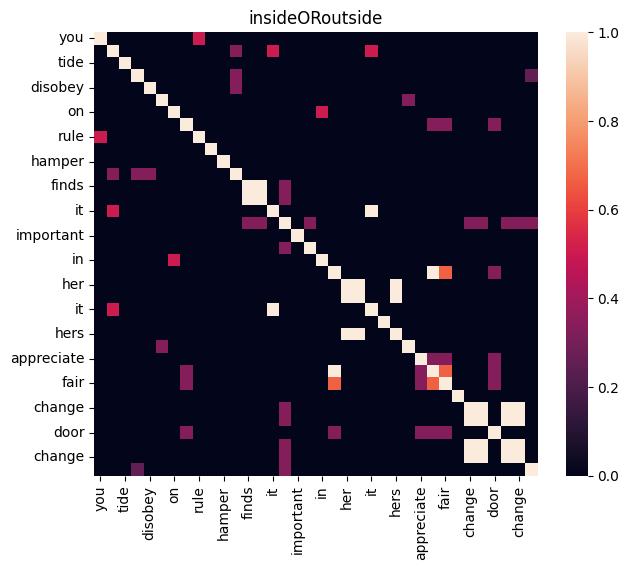 insideORoutside
you
tide
disobey
on
rule
hamper
finds
it
important
in
her
it
hers
appreciate
fair
change
door
change
1.0
0.8
0.6
0.4
0.2
0.0
you
tide
disobey
on
rule
hamper
finds
it
important
in
her
it
hers
appreciate
fair
change
door
change